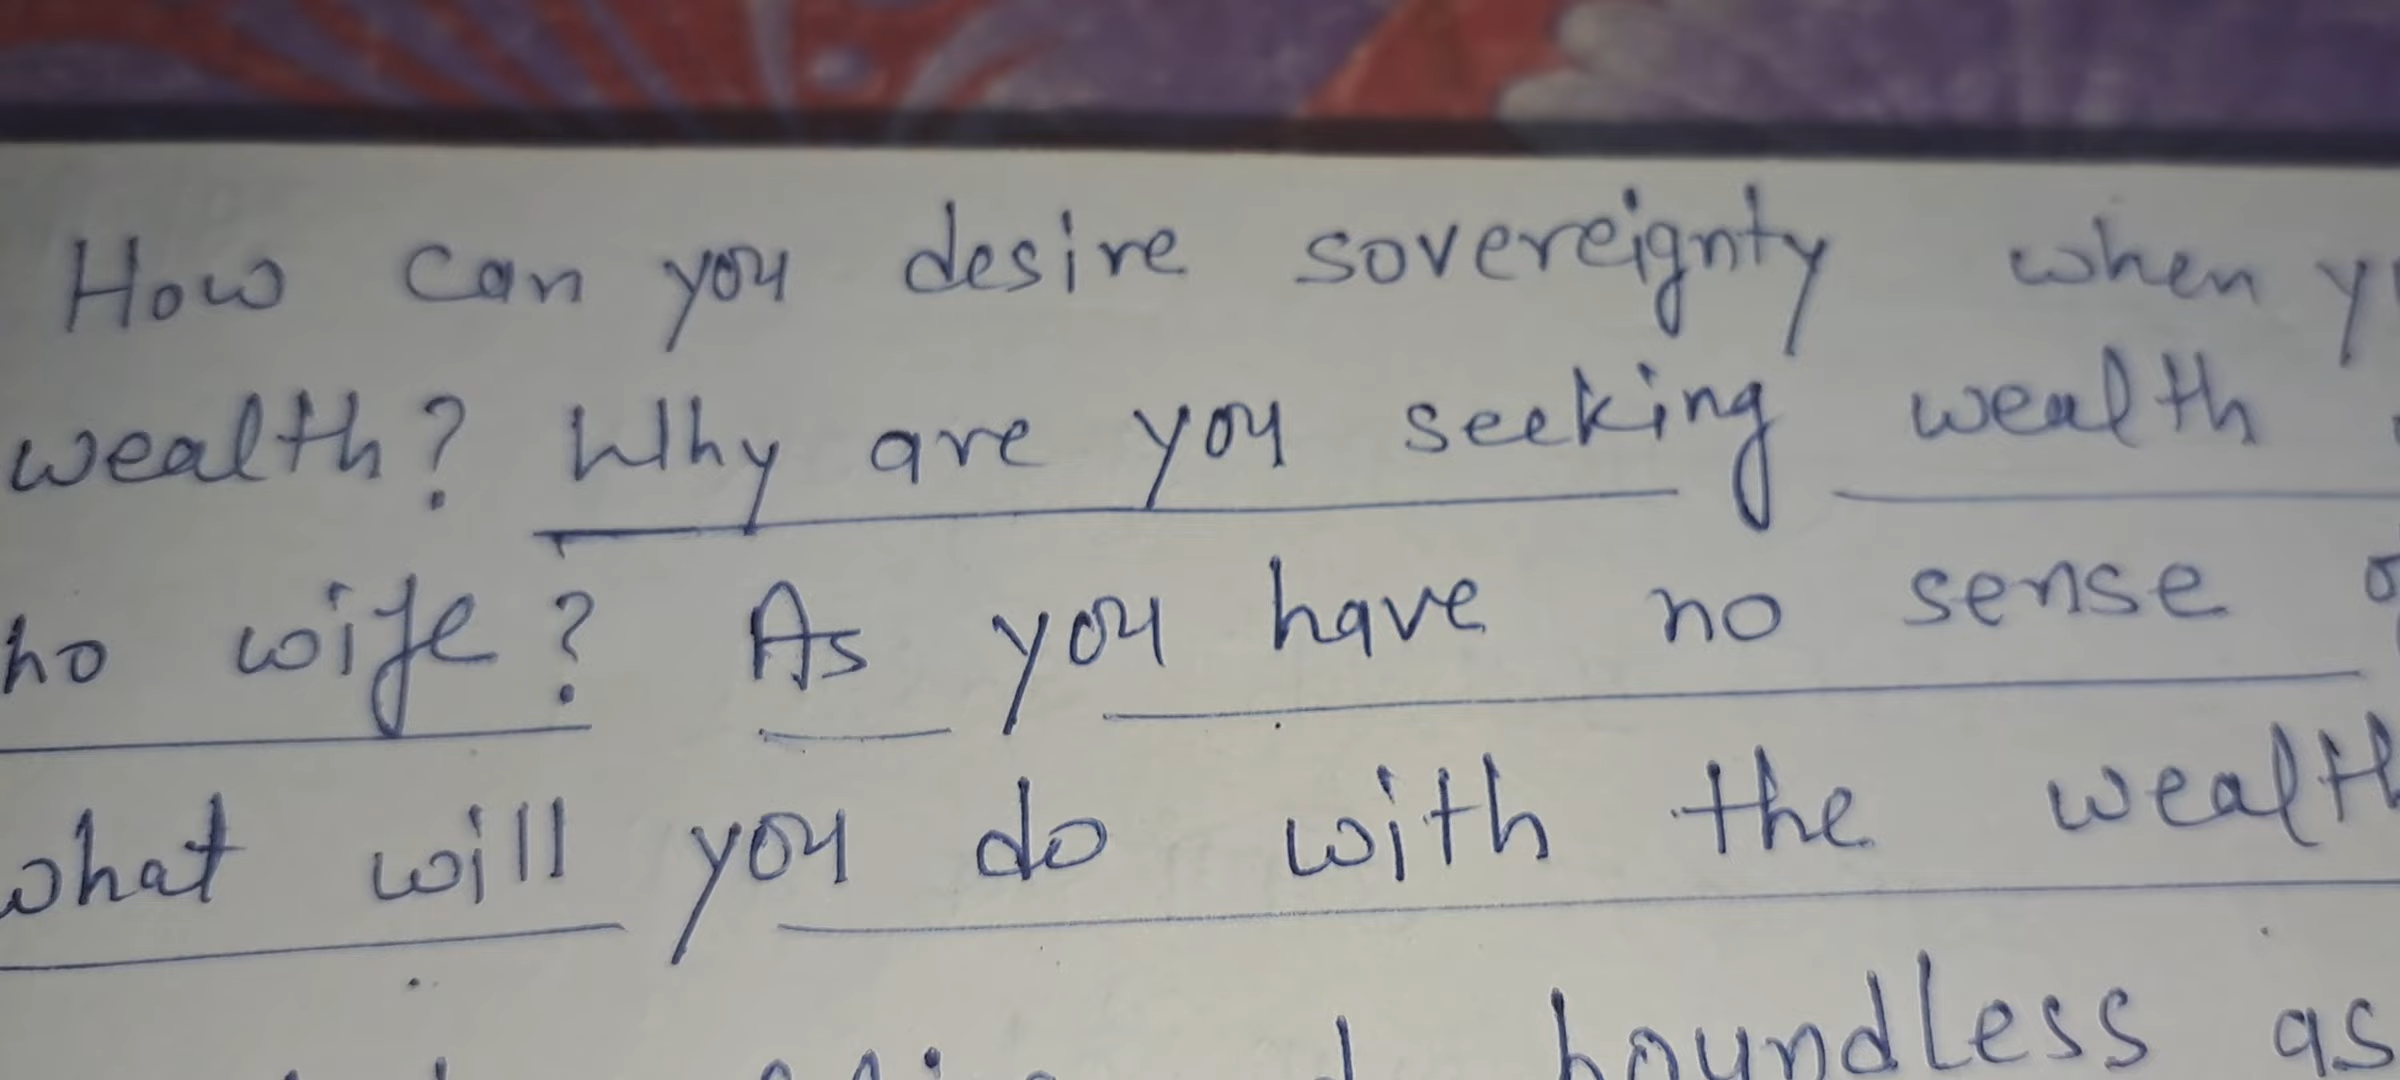 How can you desire sovereignty when
wealth? Why are you seeking wealth
no wife? As you have no sense
what will you do with the wealth
boundless as